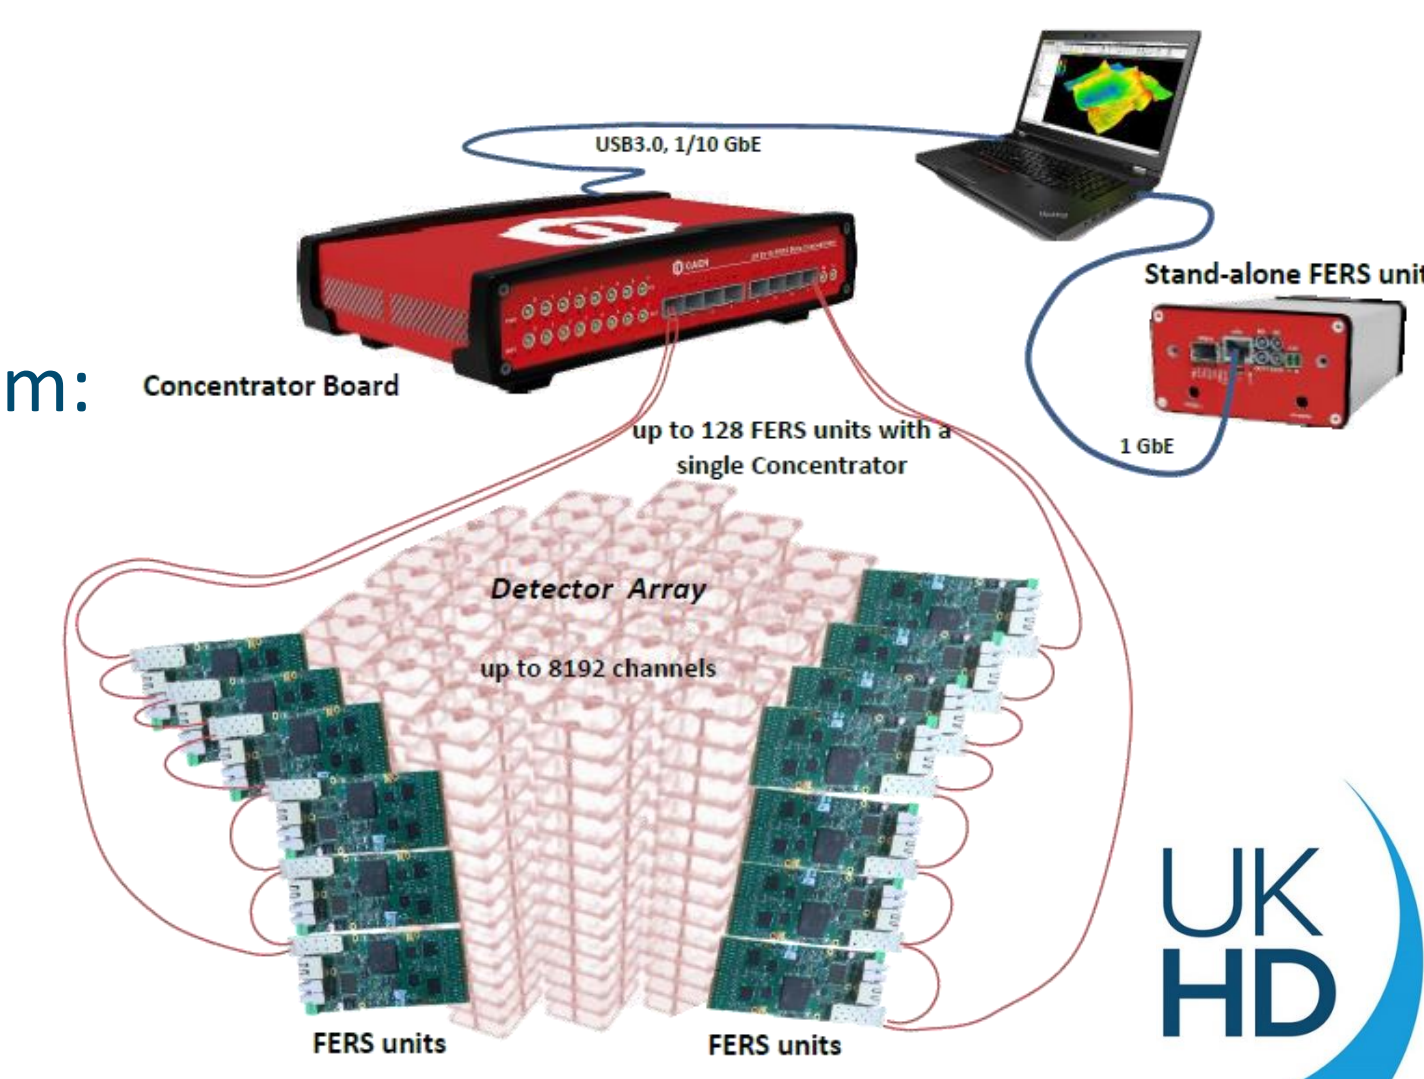 USB3.0, 1/10 GbE
Stand-alone FERS unit
m:
Concentrator Board
CAEN
up to 128 FERS units with a
single Concentrator
1 GbE
Detector Array
up to 8192 channels
FERS units
FERS units
UK
HD